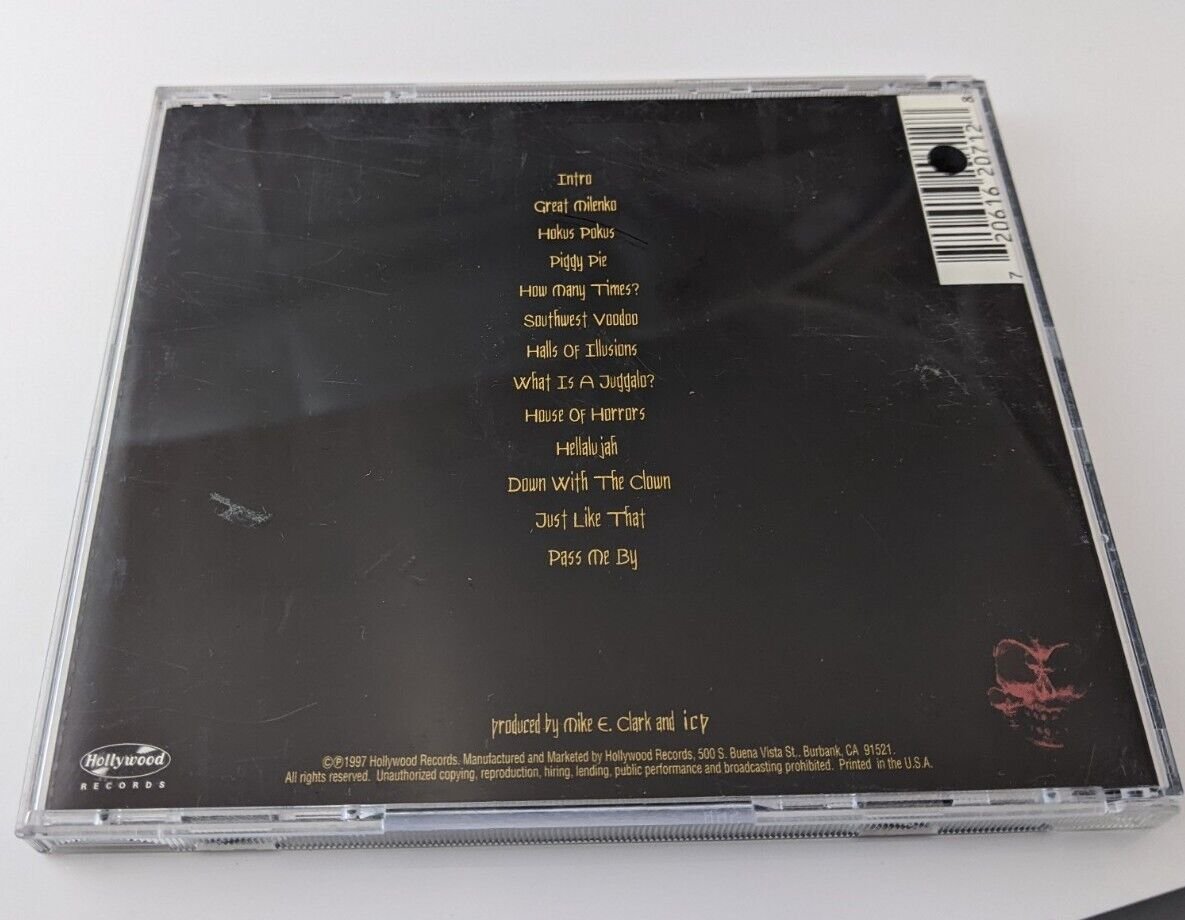 Intro
Great Milenko
Hokus Pokus
Piggy Pie
How Many Times?
Southwest Voodoo
Halls Of Illusions
What Is A Juggalo?
House Of Horrors
Hellalujah
Down With The Clown
Just Like That
Pass Me By
produced by Mike E. Clark and icp
©℗1997 Hollywood Records. Manufactured and Marketed by Hollywood Records, 500 S. Buena Vista St., Burbank, CA 91521.
All rights reserved. Unauthorized copying, reproduction, hiring, lending, public performance and broadcasting prohibited. Printed in the U.S.A.
Hollywood
RECORDS
7 20616 20712 8